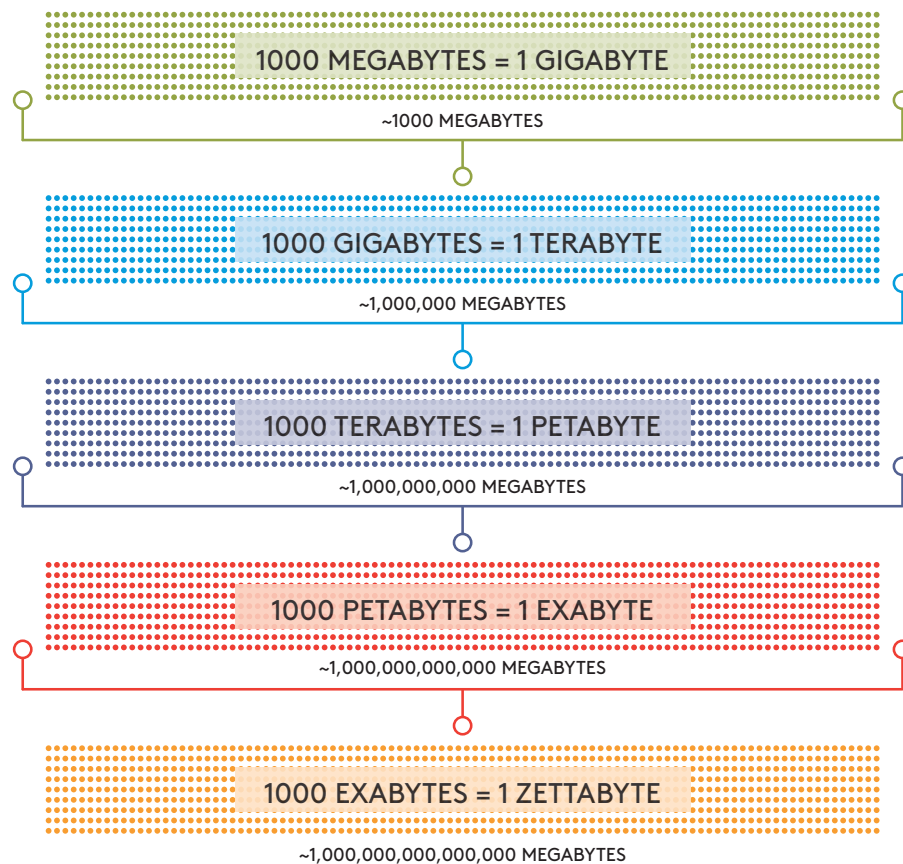 1000 MEGABYTES = 1 GIGABYTE
~1000 MEGABYTES
1000 GIGABYTES = 1 TERABYTE
~1,000,000 MEGABYTES
1000 TERABYTES = 1 PETABYTE
~1,000,000,000 MEGABYTES
1000 PETABYTES = 1 EXABYTE
~1,000,000,000,000 MEGABYTES
1000 EXABYTES = 1 ZETTABYTE
~1,000,000,000,000,000 MEGABYTES